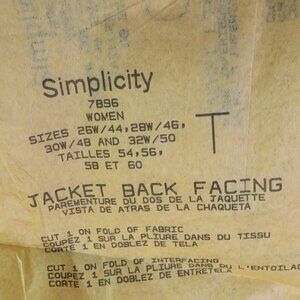 Simplicity
7896
WOMEN
SIZES 26W/44,28W/46,
30W/48 AND 32W/50
TAILLES 54,56,
58 ET 60
T
JACKET BACK FACING
PAREMENTURE DU DOS DE LA JAQUETTE
VISTA DE ATRAS DE LA CHAQUETA
CUT 1 ON FOLD OF FABRIC
COUPEZ 1 SUR LA PLIURE DANS DU TISSU
CORTE 1 EN DOBLEZ DE TELA
CUT 1 ON FOLD OF INTERFACING
COUPEZ 1 SUR LA PLIURE DANS DU L'ENTOILAG
CORTE 1 EN DOBLEZ DE ENTRETELA